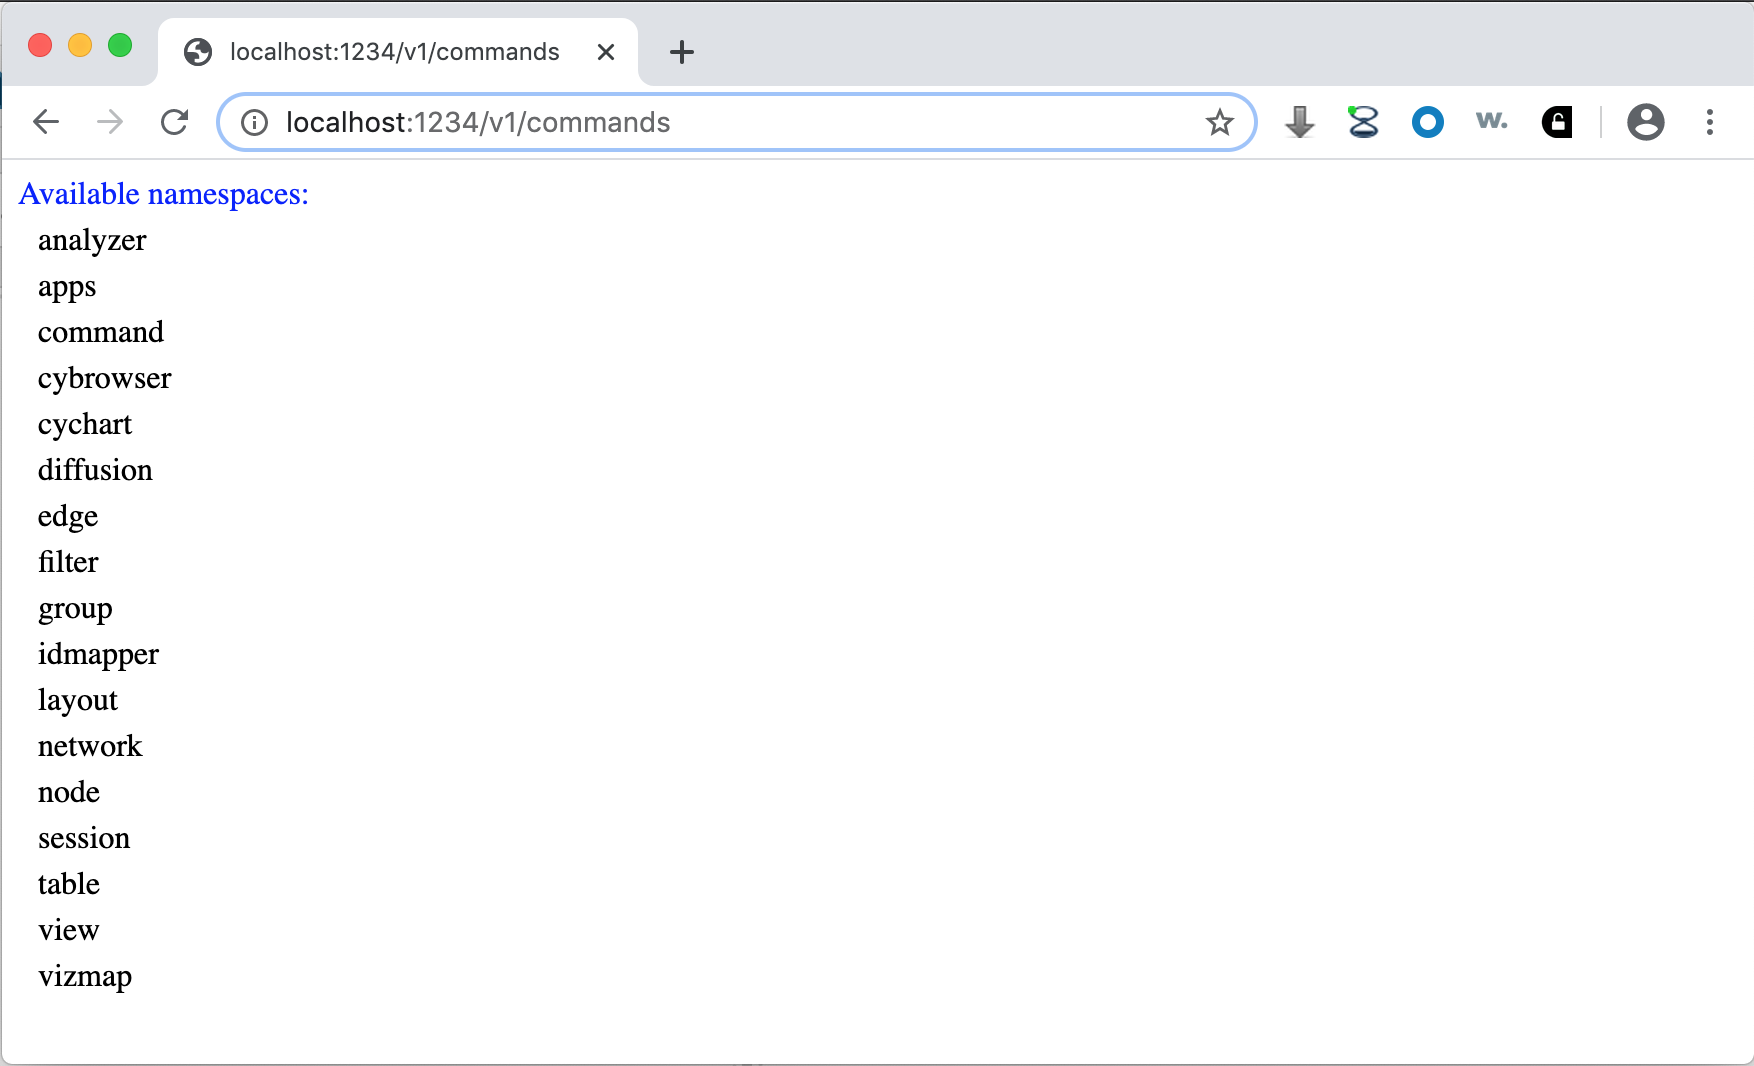 localhost:1234/v1/commands
localhost:1234/v1/commands
w.
Available namespaces:
analyzer
apps
command
cybrowser
cychart
diffusion
edge
filter
group
idmapper
layout
network
node
session
table
view
vizmap